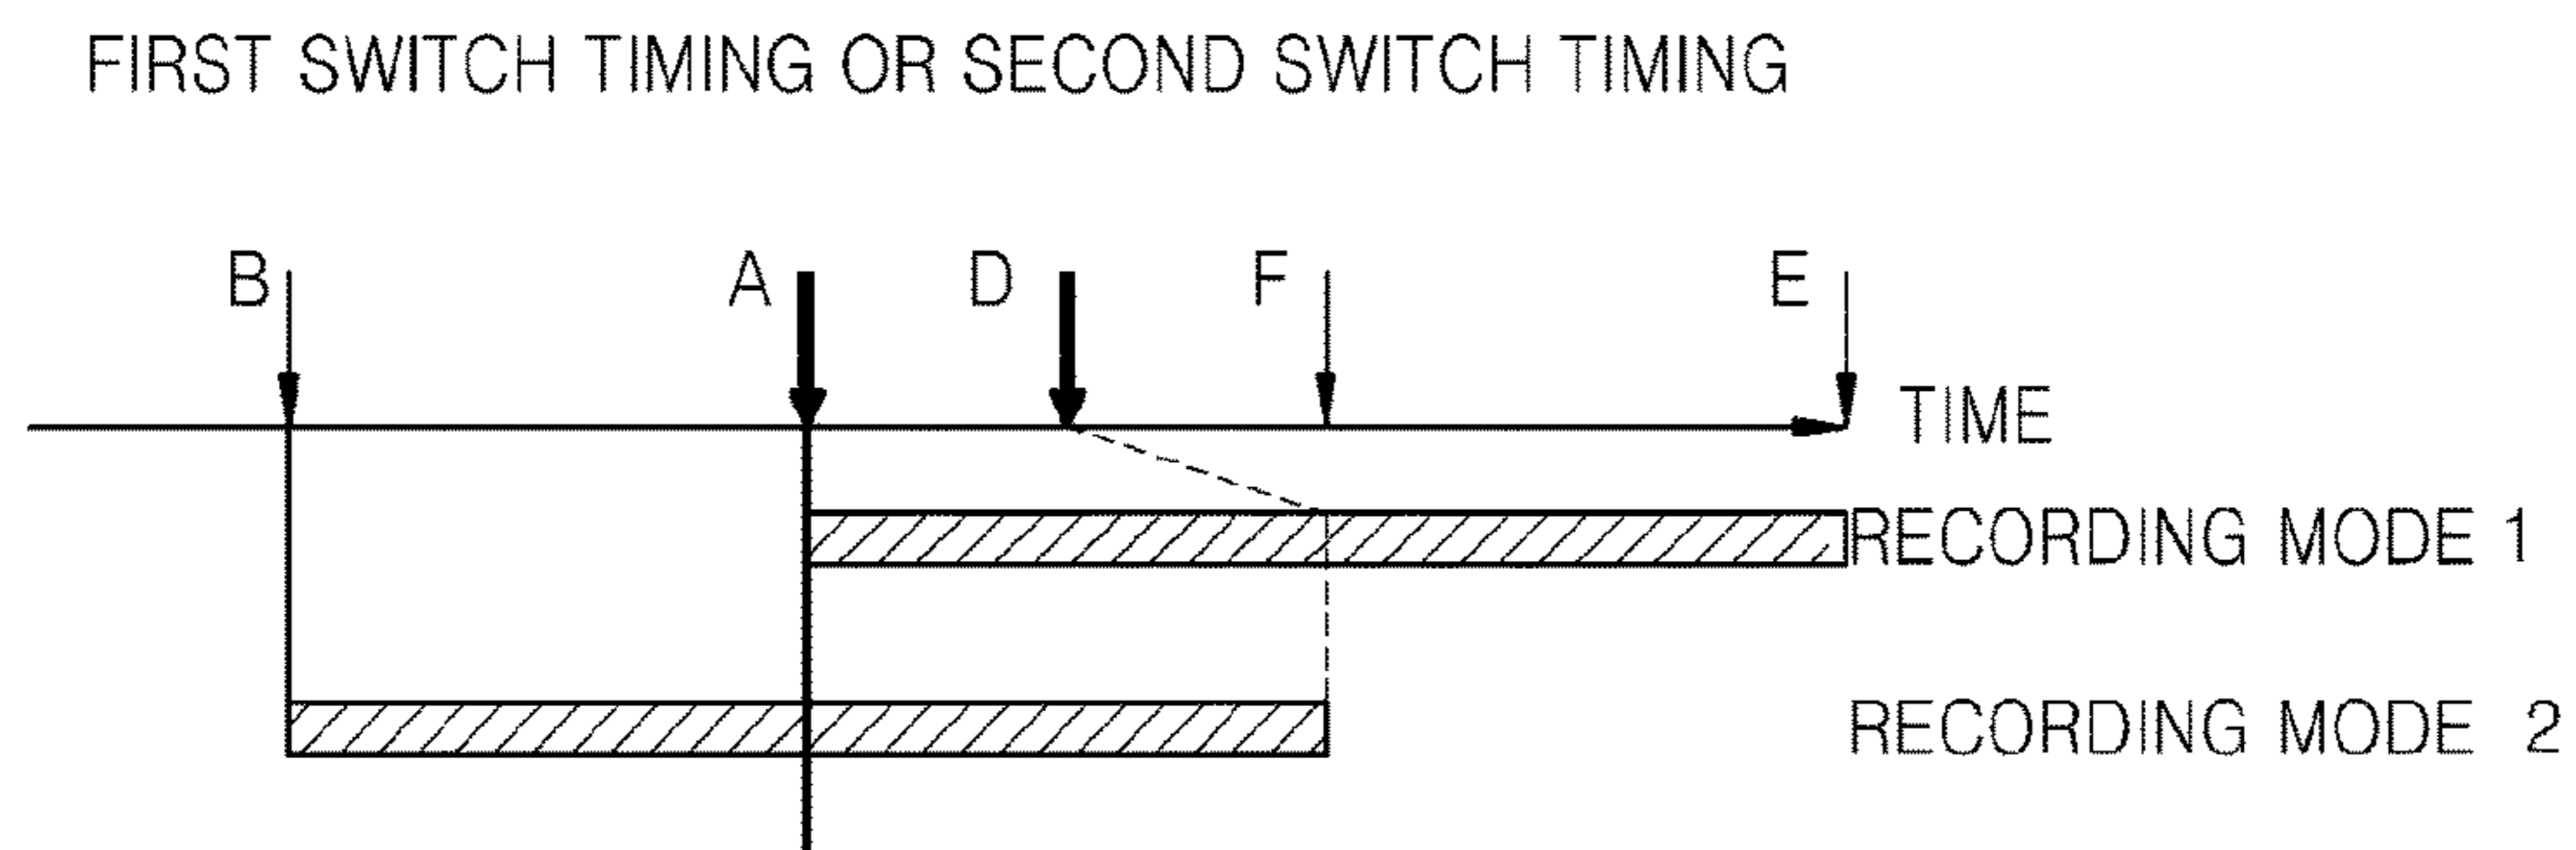 FIRST SWITCH TIMING OR SECOND SWITCH TIMING
B A D F E
TIME
RECORDING MODE 1
RECORDING MODE 2